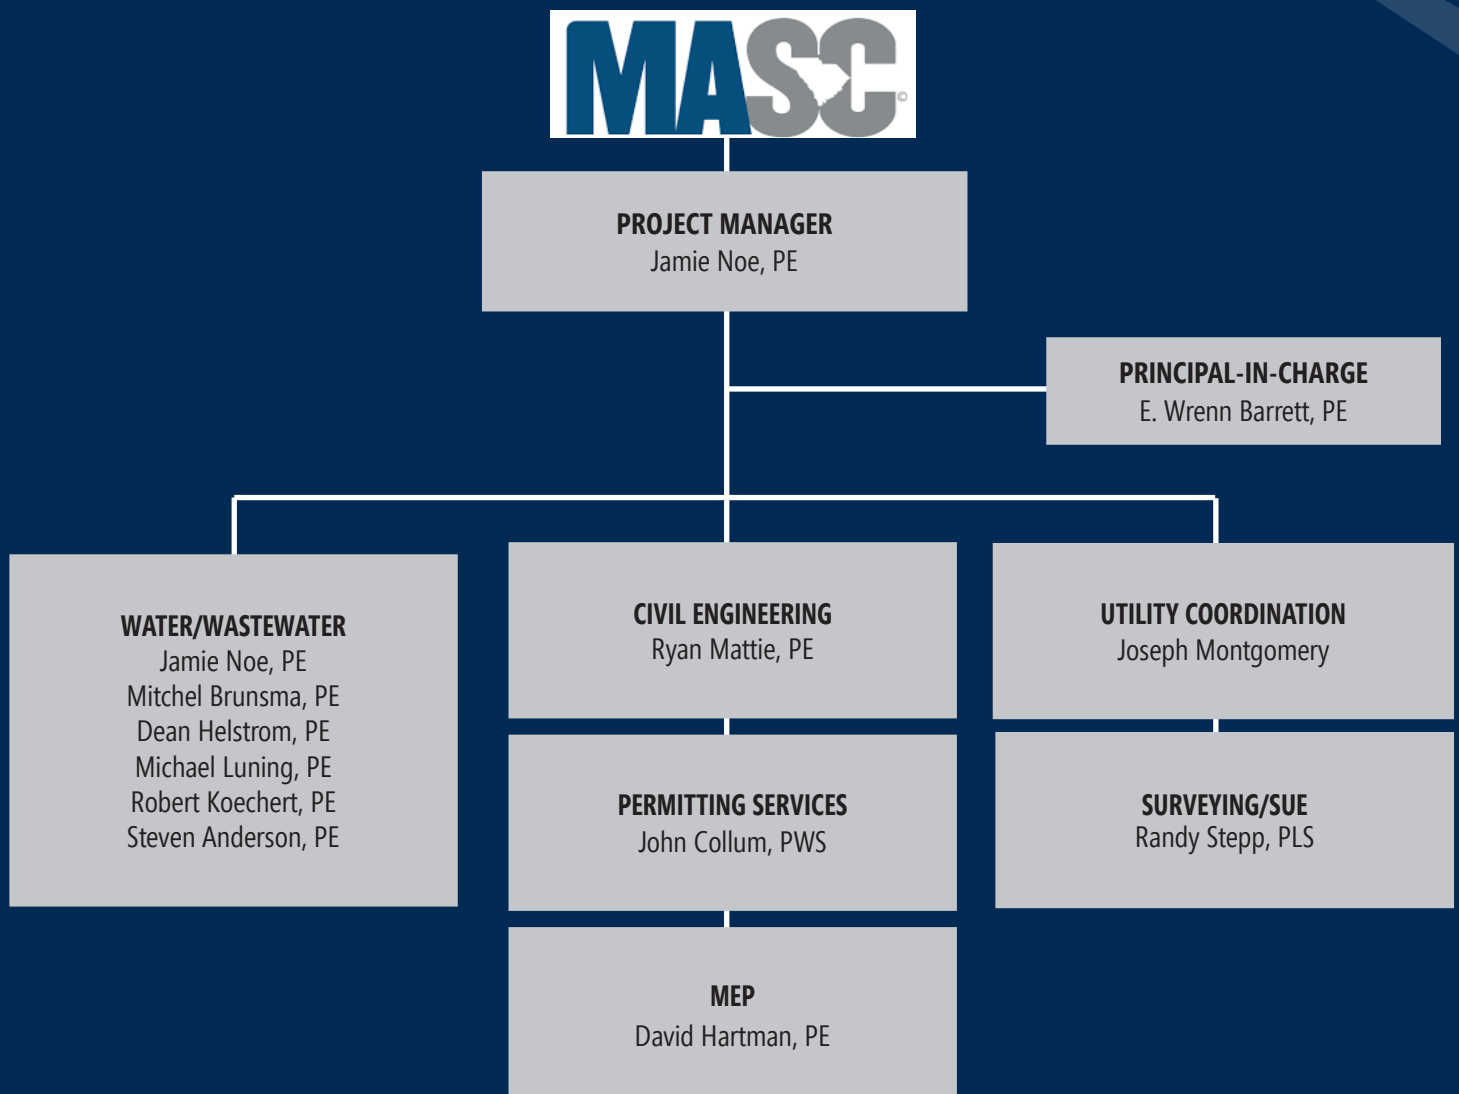 MASC
©
PROJECT MANAGER
Jamie Noe, PE
PRINCIPAL-IN-CHARGE
E. Wrenn Barrett, PE
WATER/WASTEWATER
Jamie Noe, PE
Mitchel Brunsma, PE
Dean Helstrom, PE
Michael Luning, PE
Robert Koechert, PE
Steven Anderson, PE
CIVIL ENGINEERING
Ryan Mattie, PE
PERMITTING SERVICES
John Collum, PWS
MEP
David Hartman, PE
UTILITY COORDINATION
Joseph Montgomery
SURVEYING/SUE
Randy Stepp, PLS